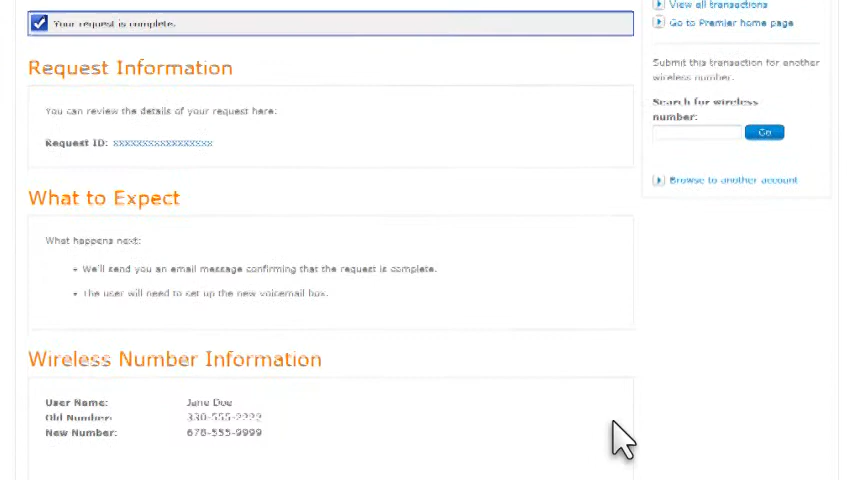 Your request is complete.
Request Information
You can review the details of your request here:
Request ID: xxxxxxxxxxxxxxxxx
What to Expect
What happens next:
• We'll send you an email message confirming that the request is complete.
• The user will need to set up the new voicemail box.
Wireless Number Information
User Name: Jane Doe
Old Number: 330-555-2222
New Number: 678-555-9999
View all transactions
Go to Premier home page
Submit this transaction for another
wireless number.
Search for wireless
number:
Go
Browse to another account